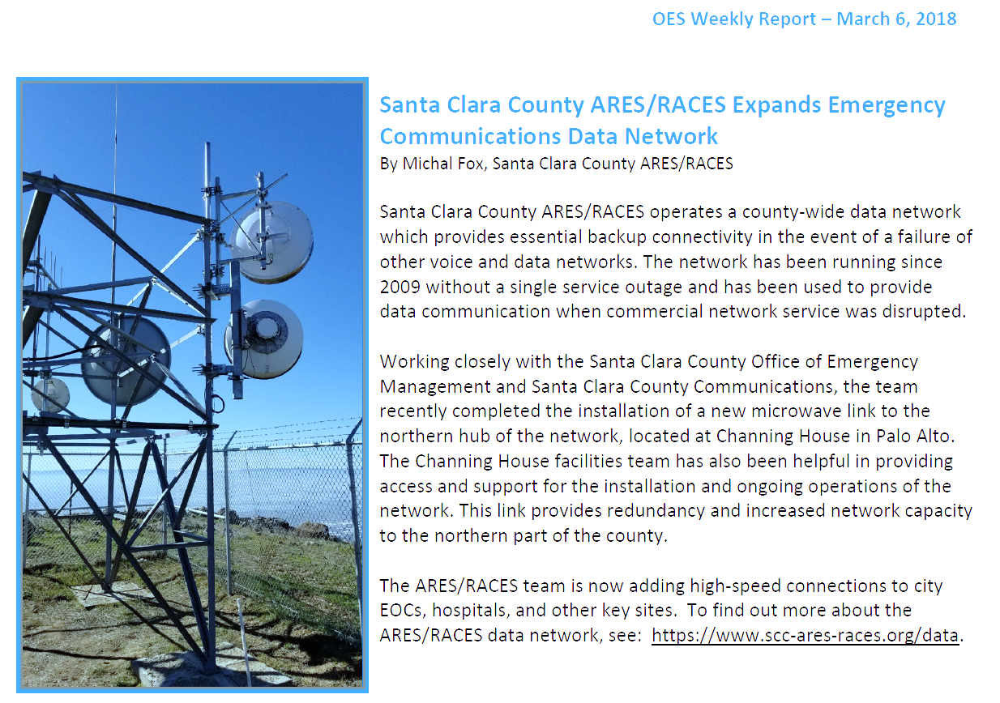 OES Weekly Report – March 6, 2018
Santa Clara County ARES/RACES Expands Emergency
Communications Data Network
By Michal Fox, Santa Clara County ARES/RACES
Santa Clara County ARES/RACES operates a county-wide data network
which provides essential backup connectivity in the event of a failure of
other voice and data networks. The network has been running since
2009 without a single service outage and has been used to provide
data communication when commercial network service was disrupted.
Working closely with the Santa Clara County Office of Emergency
Management and Santa Clara County Communications, the team
recently completed the installation of a new microwave link to the
northern hub of the network, located at Channing House in Palo Alto.
The Channing House facilities team has also been helpful in providing
access and support for the installation and ongoing operations of the
network. This link provides redundancy and increased network capacity
to the northern part of the county.
The ARES/RACES team is now adding high-speed connections to city
EOCs, hospitals, and other key sites.  To find out more about the
ARES/RACES data network, see:  https://www.scc-ares-races.org/data.